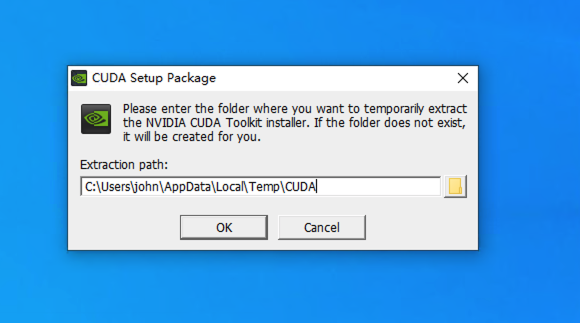 CUDA Setup Package
Please enter the folder where you want to temporarily extract
the NVIDIA CUDA Toolkit installer. If the folder does not exist,
it will be created for you.
Extraction path:
C:\Users\john\AppData\Local\Temp\CUDA
OK
Cancel